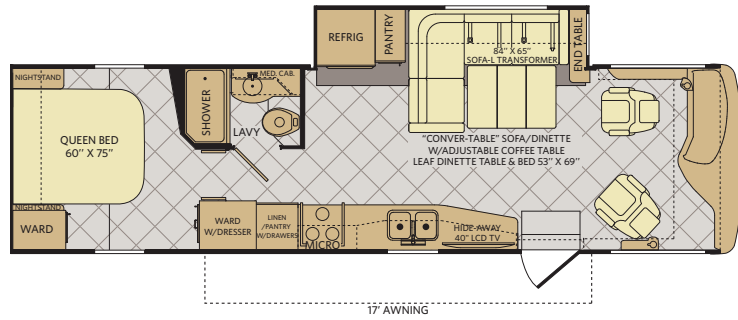 REFRIG
PANTRY
84" X 65"
SOFA-L TRANSFORMER
END TABLE
NIGHTSTAND
SHOWER
MED. CAB.
LAVY
QUEEN BED
60'' X 75''
"CONVER-TABLE" SOFA/DINETTE
W/ADJUSTABLE COFFEE TABLE
LEAF DINETTE TABLE & BED 53'' X 69''
NIGHTSTAND
WARD
WARD
W/DRESSER
LINEN
/PANTRY
W/DRAWERS
MICRO
HIDE-AWAY
40" LCD TV
17' AWNING